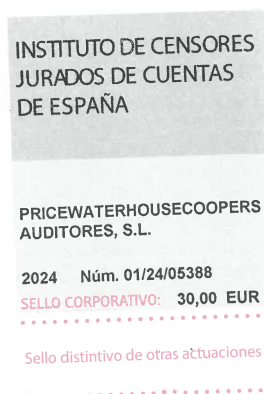 INSTITUTO DE CENSORES
JURADOS DE CUENTAS
DE ESPAÑA
PRICEWATERHOUSECOOPERS
AUDITORES, S.L.
2024 Núm. 01/24/05388
SELLO CORPORATIVO: 30,00 EUR
Sello distintivo de otras actuaciones